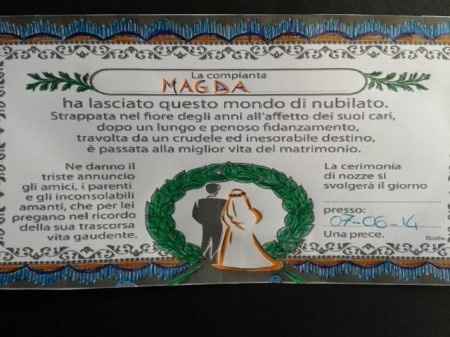 La compianta
MAGDA
ha lasciato questo mondo di nubilato.
Strappata nel fiore degli anni all'affetto dei suoi cari,
dopo un lungo e penoso fidanzamento,
travolta da un crudele ed inesorabile destino,
è passata alla miglior vita del matrimonio.
Ne danno il
triste annuncio
gli amici, i parenti
e gli inconsolabili
amanti, che per lei
pregano nel ricordo
della sua trascorsa
vita gaudente.
La cerimonia
di nozze si
svolgerà il giorno
presso:
07-06-14
Una prece.